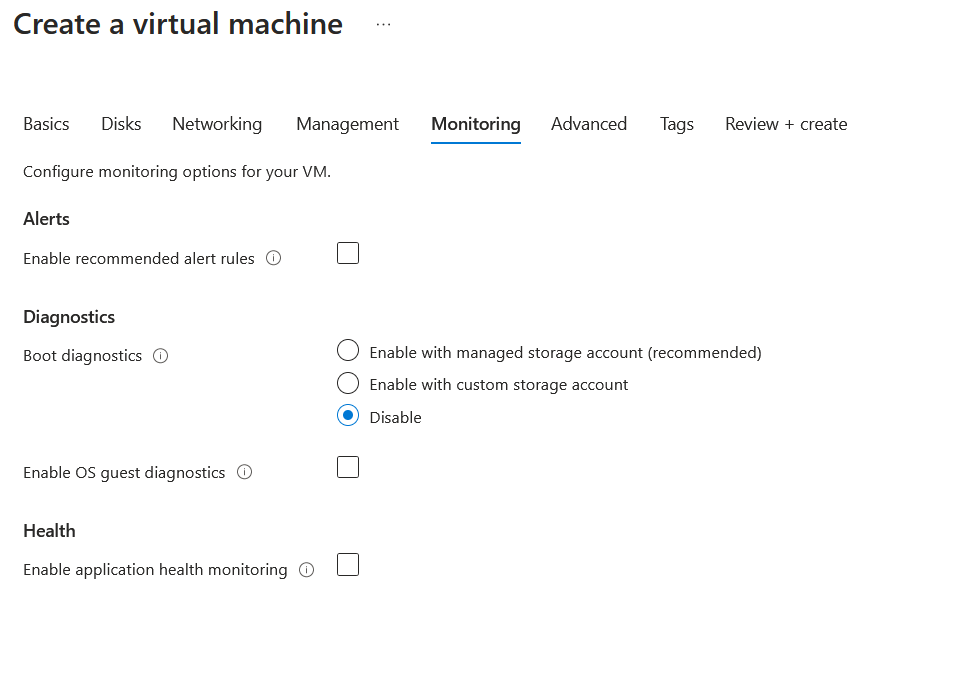 Create a virtual machine ...
Basics Disks Networking Management Monitoring Advanced Tags Review + create
Configure monitoring options for your VM.
Alerts
Enable recommended alert rules
Diagnostics
Boot diagnostics
Enable with managed storage account (recommended)
Enable with custom storage account
Disable
Enable OS guest diagnostics
Health
Enable application health monitoring